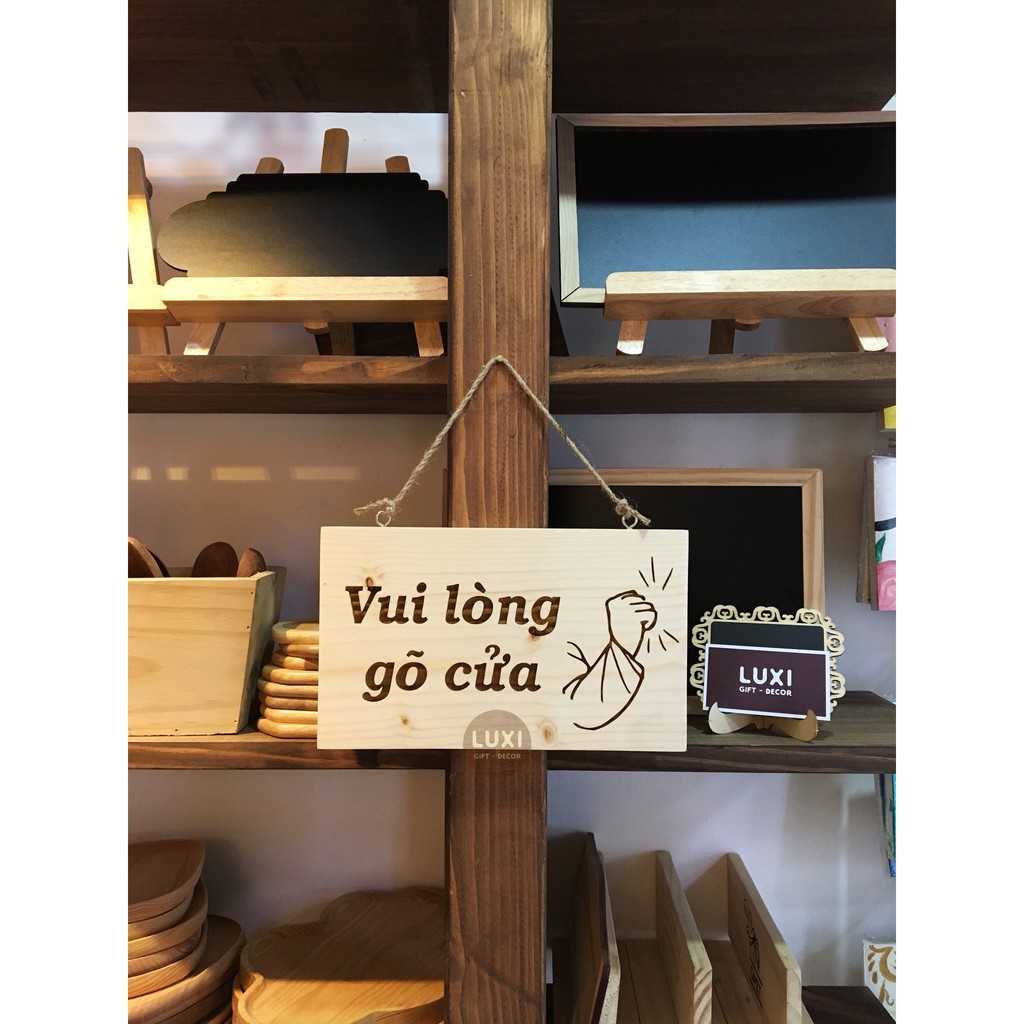 Vui lòng
gõ cửa
LUXI
GIFT - DECOR
LUXI
GIFT - DECOR